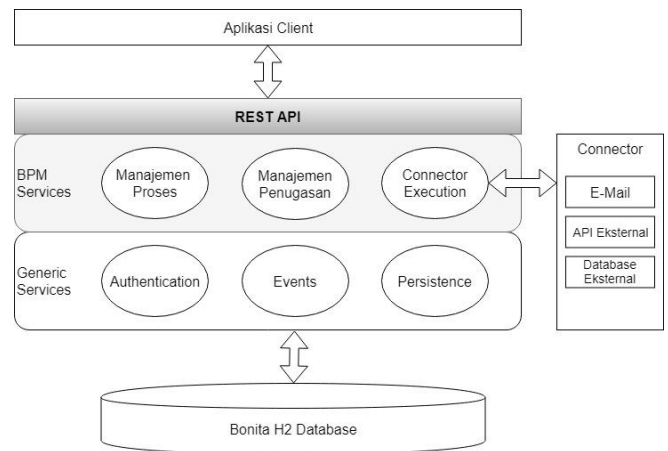 Aplikasi Client
REST API
BPM
Services
Manajemen
Proses
Manajemen
Penugasan
Connector
Execution
Connector
E-Mail
API Eksternal
Database
Eksternal
Generic
Services
Authentication
Events
Persistence
Bonita H2 Database